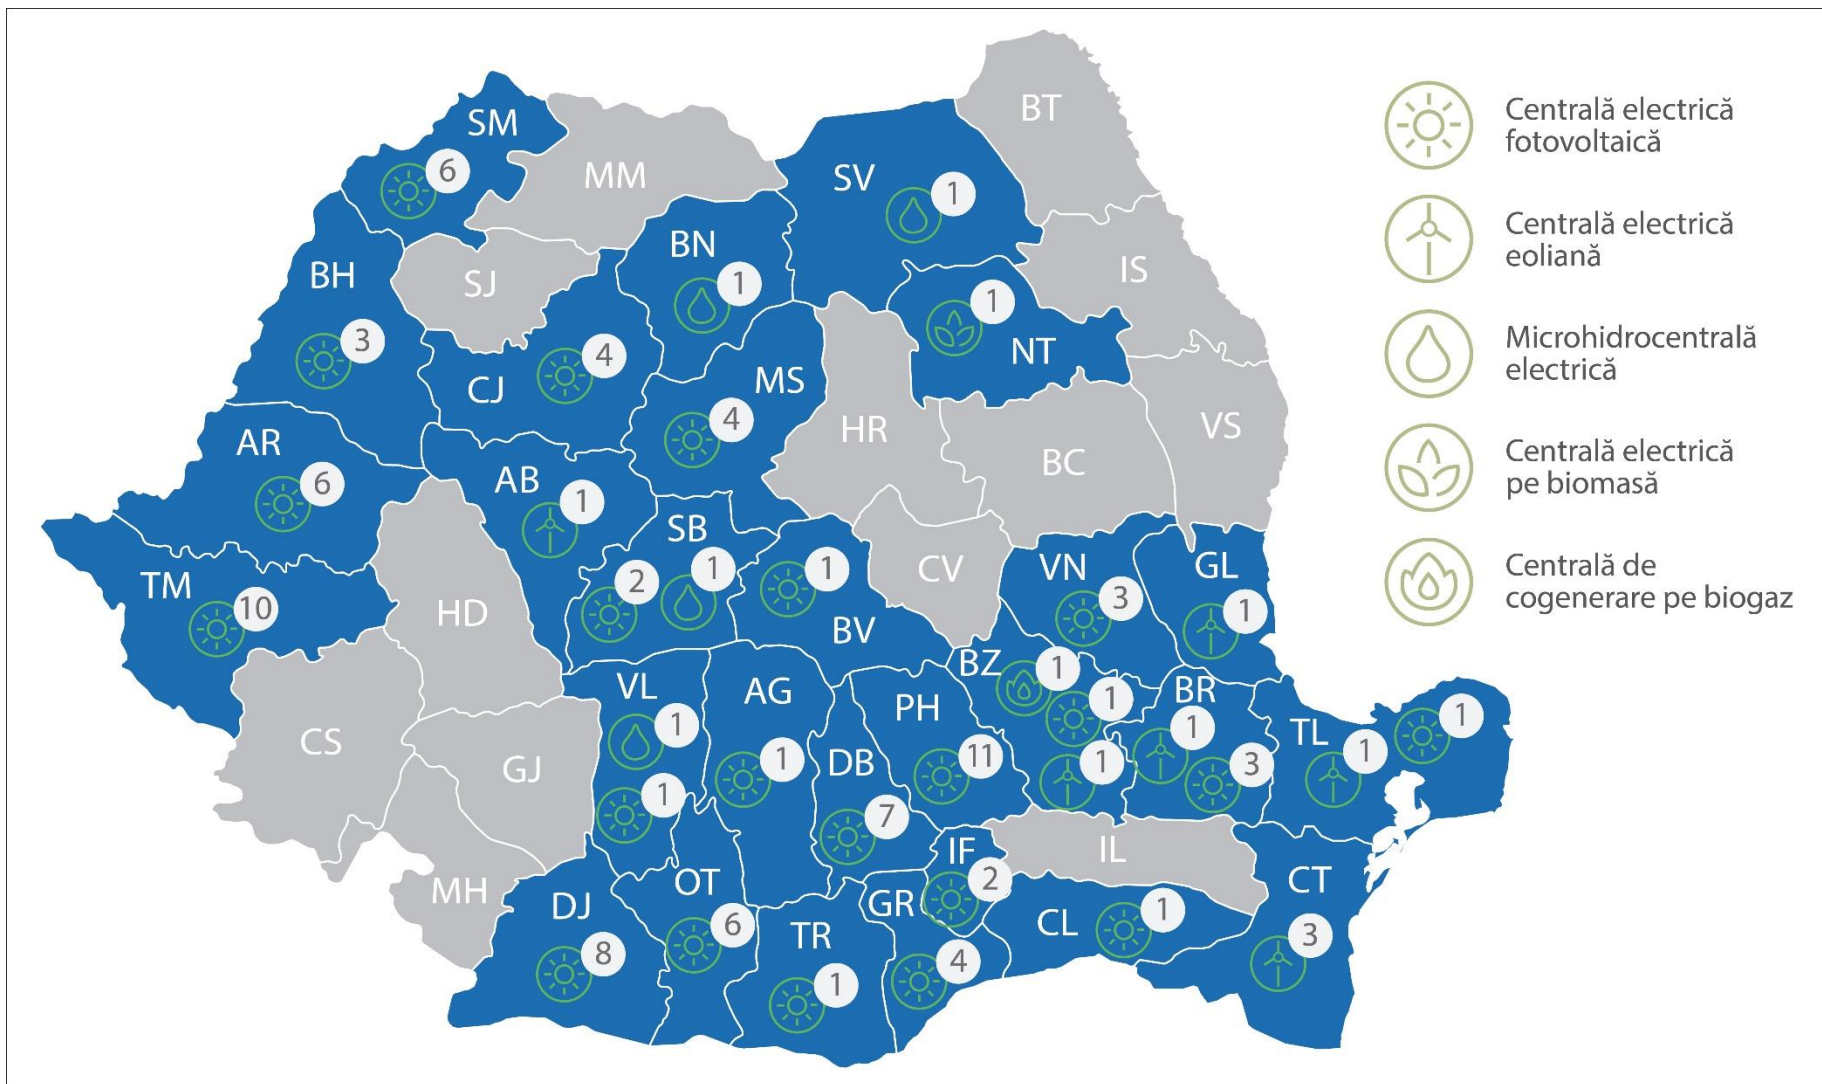 BT
SM
6
MM
SV
1
BN
1
IS
BH
3
SJ
1
NT
CJ
4
MS
4
HR
VS
BC
AR
6
AB
1
SB
2
1
1
BV
CV
VN
3
GL
1
TM
10
HD
BZ
1
1
1
BR
1
3
TL
1
1
VL
1
1
AG
1
PH
11
DB
7
CS
GJ
MH
IF
2
IL
CT
3
DJ
8
OT
6
TR
1
GR
4
CL
1
Centrală electrică
fotovoltaică
Centrală electrică
eoliană
Microhidrocentrală
electrică
Centrală electrică
pe biomasă
Centrală de
cogenerare pe biogaz